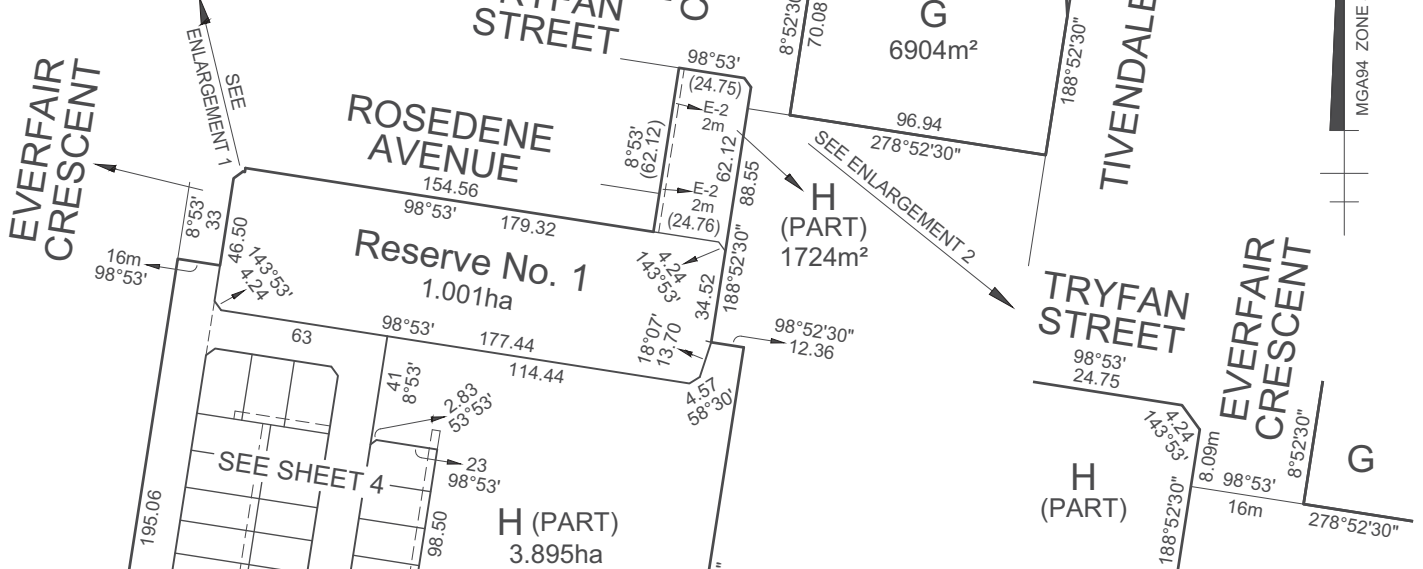 TRYFAN
STREET
C
8°52'30"
70.08
G
6904m²
188°52'30"
96.94
278°52'30"
TIVENDALE
MGA94 ZONE
EVERFAIR
CRESCENT
SEE
ENLARGEMENT 1
ROSEDENE
AVENUE
98°53'
(24.75)
E-2
2m
8°53'
(62.12)
62.12
88.55
E-2
2m
(24.76)
H
(PART)
1724m²
SEE ENLARGEMENT 2
154.56
98°53'
179.32
8°53'
33
46.50
16m
98°53'
143°53'
4.24
Reserve No. 1
1.001ha
4.24
143°53'
34.52
188°52'30"
98°52'30"
12.36
63
98°53'
177.44
114.44
18°07'
13.70
4.57
58°30'
41
8°53'
2.83
53°53'
23
98°53'
SEE SHEET 4
195.06
98.50
H (PART)
3.895ha
"
TRYFAN
STREET
98°53'
24.75
4.24
143°53'
EVERFAIR
CRESCENT
8.09m
98°53'
16m
8°52'30"
G
278°52'30"
H
(PART)
188°52'30"